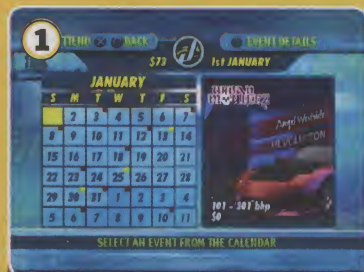 1
BACK
EVENT DETAILS
$73
1st JANUARY
JANUARY
S M T W T F S
2 3 4 5 6 7
8 9 10 11 12 13 14
15 16 17 18 19 20 21
22 23 24 25 26 27 28
29 30 31 1 2 3 4
5 6 7 8 9 10 11
Angel Westside
REVELATION
101 - 301 bhp
$0
SELECT AN EVENT FROM THE CALENDAR